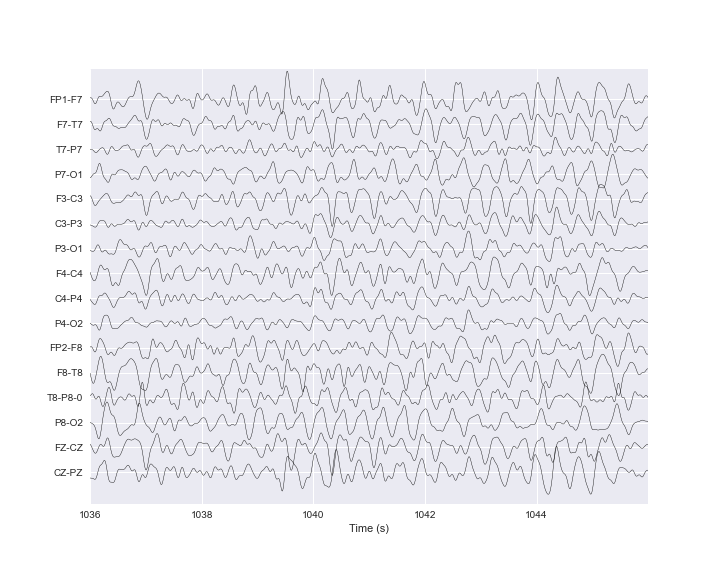 FP1-F7
F7-T7
T7-P7
P7-O1
F3-C3
C3-P3
P3-O1
F4-C4
C4-P4
P4-O2
FP2-F8
F8-T8
T8-P8-0
P8-O2
FZ-CZ
CZ-PZ
1036 1038 1040 1042 1044
Time (s)